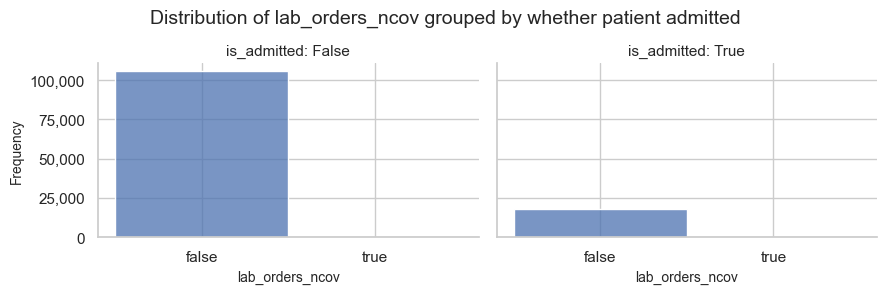 Distribution of lab_orders_ncov grouped by whether patient admitted
is_admitted: False
is_admitted: True
Frequency
100,000
75,000
50,000
25,000
0
false
true
false
true
lab_orders_ncov
lab_orders_ncov